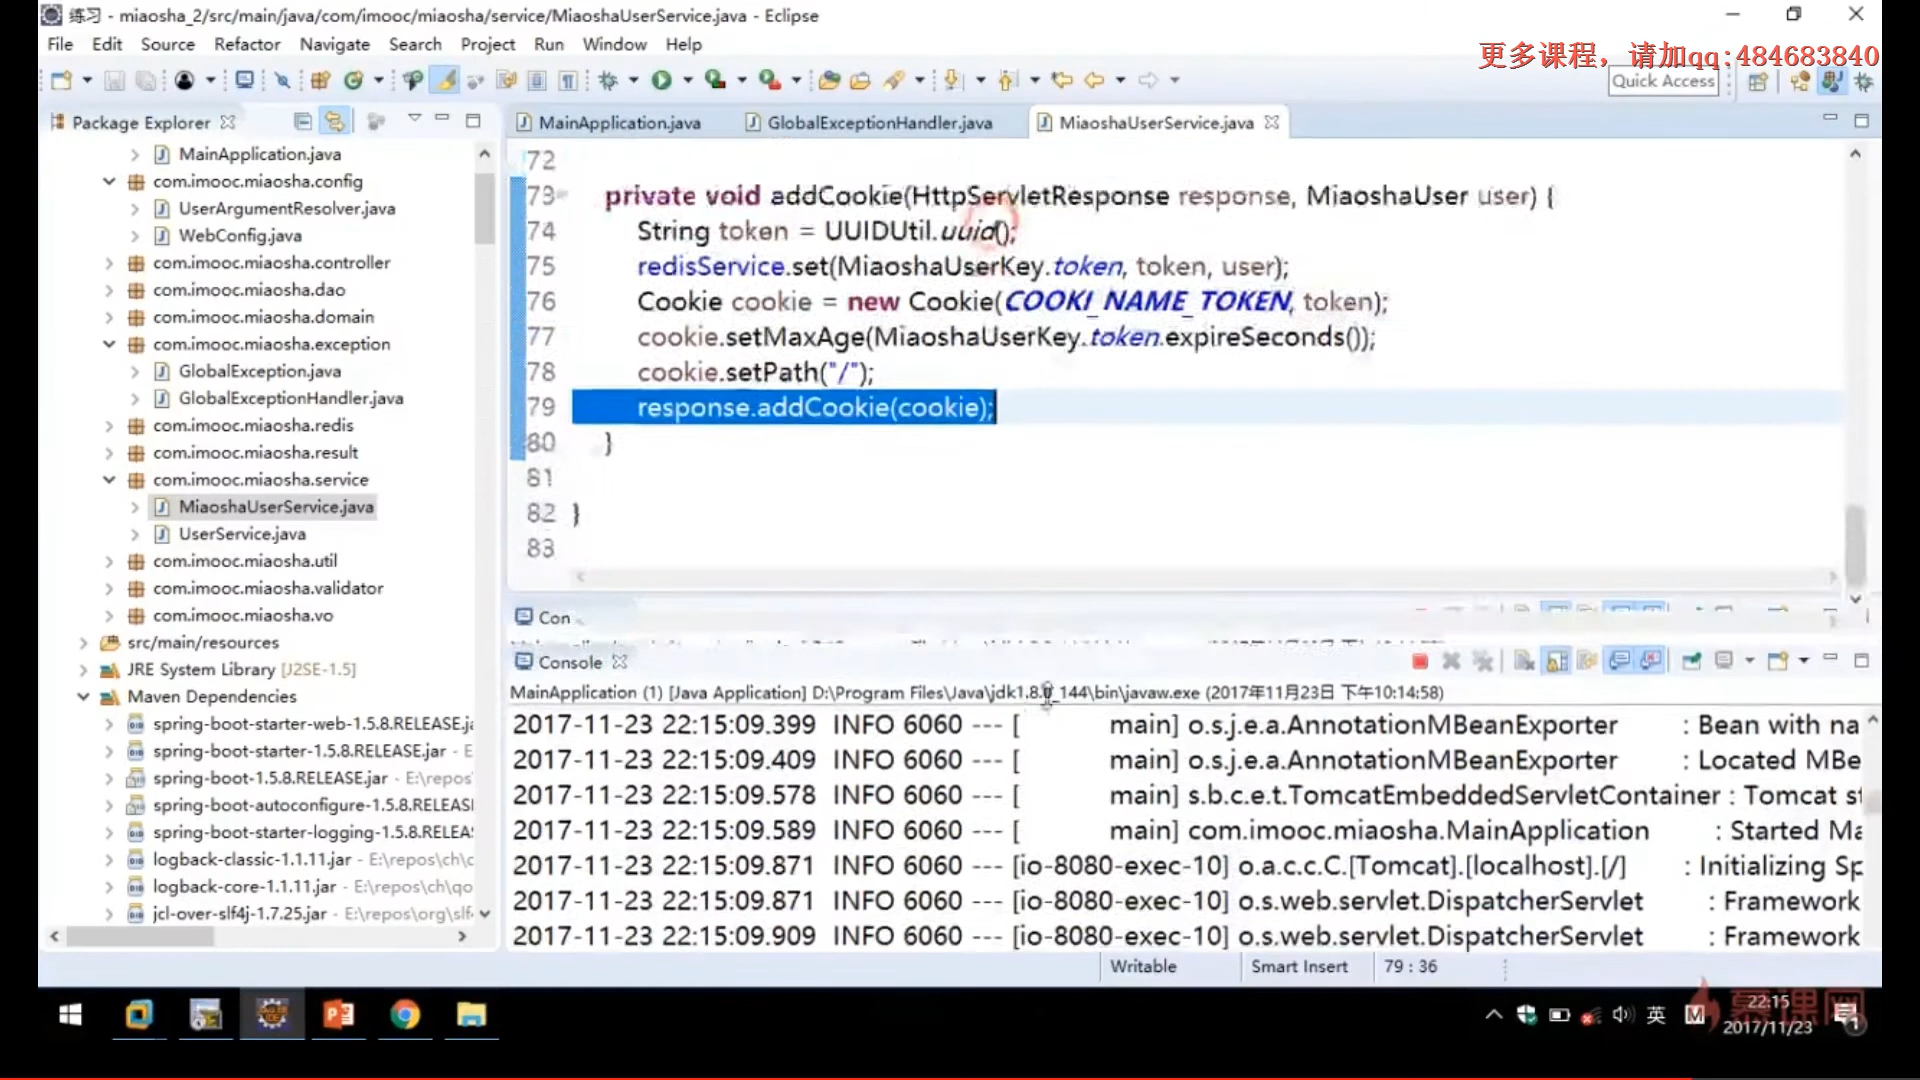 练习 - miaosha_2/src/main/java/com/imooc/miaosha/service/MiaoshaUserService.java - Eclipse
File Edit Source Refactor Navigate Search Project Run Window Help
更多课程，请加qq:484683840
Quick Access
Package Explorer
MainApplication.java
com.imooc.miaosha.config
UserArgumentResolver.java
WebConfig.java
com.imooc.miaosha.controller
com.imooc.miaosha.dao
com.imooc.miaosha.domain
com.imooc.miaosha.exception
GlobalException.java
GlobalExceptionHandler.java
com.imooc.miaosha.redis
com.imooc.miaosha.result
com.imooc.miaosha.service
MiaoshaUserService.java
UserService.java
com.imooc.miaosha.util
com.imooc.miaosha.validator
com.imooc.miaosha.vo
src/main/resources
JRE System Library [J2SE-1.5]
Maven Dependencies
spring-boot-starter-web-1.5.8.RELEASE.ja
spring-boot-starter-1.5.8.RELEASE.jar - E
spring-boot-1.5.8.RELEASE.jar - E:\repos
spring-boot-autoconfigure-1.5.8.RELEAS
spring-boot-starter-logging-1.5.8.RELEA
logback-classic-1.1.11.jar - E:\repos\ch\c
logback-core-1.1.11.jar - E:\repos\ch\qo
jcl-over-slf4j-1.7.25.jar - E:\repos\org\slf
MainApplication.java GlobalExceptionHandler.java MiaoshaUserService.java
72
73 private void addCookie(HttpServletResponse response, MiaoshaUser user) {
74 String token = UUIDUtil.uuid();
75 redisService.set(MiaoshaUserKey.token, token, user);
76 Cookie cookie = new Cookie(COOKI_NAME_TOKEN, token);
77 cookie.setMaxAge(MiaoshaUserKey.token.expireSeconds());
78 cookie.setPath("/");
79 response.addCookie(cookie);
80 }
81
82 }
83
Con
Console
MainApplication (1) [Java Application] D:\Program Files\Java\jdk1.8.0_144\bin\javaw.exe (2017年11月23日 下午10:14:58)
2017-11-23 22:15:09.399 INFO 6060 --- [ main] o.s.j.e.a.AnnotationMBeanExporter : Bean with na
2017-11-23 22:15:09.409 INFO 6060 --- [ main] o.s.j.e.a.AnnotationMBeanExporter : Located MBe
2017-11-23 22:15:09.578 INFO 6060 --- [ main] s.b.c.e.t.TomcatEmbeddedServletContainer : Tomcat st
2017-11-23 22:15:09.589 INFO 6060 --- [ main] com.imooc.miaosha.MainApplication : Started Ma
2017-11-23 22:15:09.871 INFO 6060 --- [io-8080-exec-10] o.a.c.c.C.[Tomcat].[localhost].[/] : Initializing Sp
2017-11-23 22:15:09.871 INFO 6060 --- [io-8080-exec-10] o.s.web.servlet.DispatcherServlet : Framework
2017-11-23 22:15:09.909 INFO 6060 --- [io-8080-exec-10] o.s.web.servlet.DispatcherServlet : Framework
Writable Smart Insert 79 : 36
英
M
慕课网
22:15
2017/11/23
1